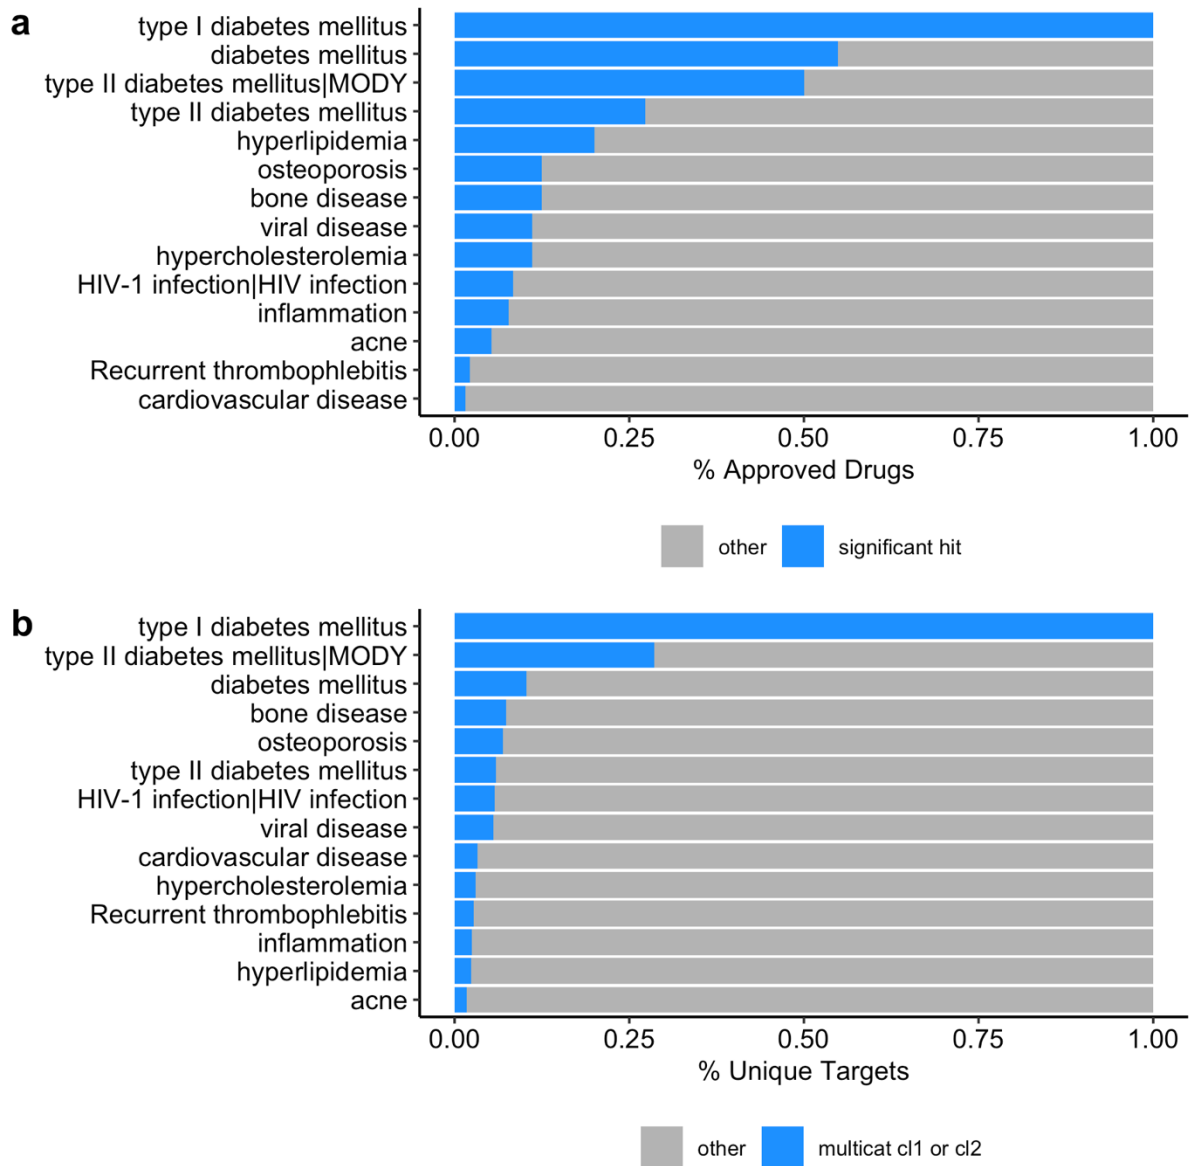 a
type I diabetes mellitus
diabetes mellitus
type II diabetes mellitus|MODY
type II diabetes mellitus
hyperlipidemia
osteoporosis
bone disease
viral disease
hypercholesterolemia
HIV-1 infection|HIV infection
inflammation
acne
Recurrent thrombophlebitis
cardiovascular disease
0.00 0.25 0.50 0.75 1.00
% Approved Drugs
other significant hit
b
type I diabetes mellitus
type II diabetes mellitus|MODY
diabetes mellitus
bone disease
osteoporosis
type II diabetes mellitus
HIV-1 infection|HIV infection
viral disease
cardiovascular disease
hypercholesterolemia
Recurrent thrombophlebitis
inflammation
hyperlipidemia
acne
0.00 0.25 0.50 0.75 1.00
% Unique Targets
other multicat cl1 or cl2